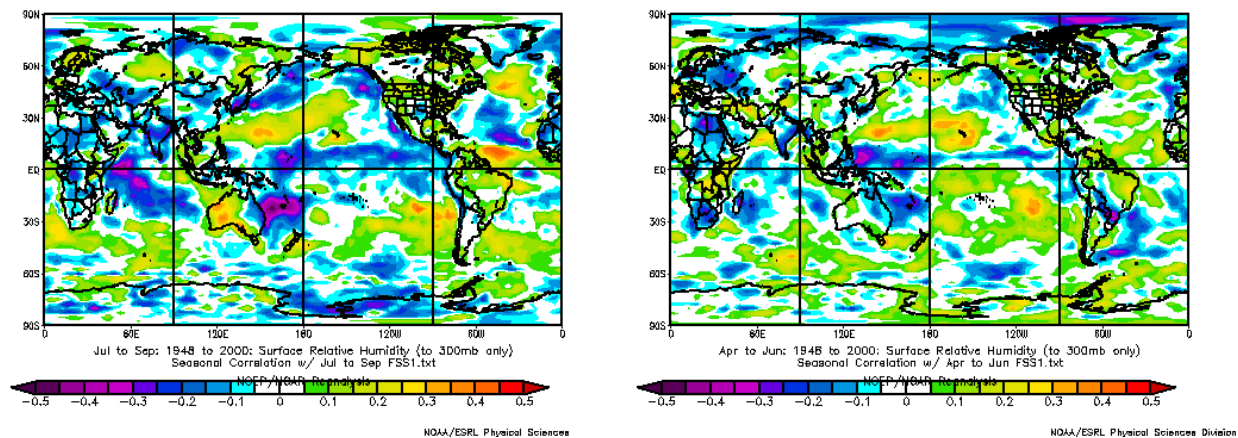 90N
60N
30N
EQ
30S
60S
90S
0
60E
120E
180
120W
60W
0
Jul to Sep: 1948 to 2000: Surface Relative Humidity (to 300mb only)
Seasonal Correlation w/ Jul to Sep FSS1.txt
NCEP/NCAR Reanalysis
-0.5
-0.4
-0.3
-0.2
-0.1
0
0.1
0.2
0.3
0.4
0.5
NOAA/ESRL Physical Sciences
90N
60N
30N
EQ
30S
60S
90S
0
60E
120E
180
120W
60W
0
Apr to Jun: 1948 to 2000: Surface Relative Humidity (to 300mb only)
Seasonal Correlation w/ Apr to Jun FSS1.txt
NCEP/NCAR Reanalysis
-0.5
-0.4
-0.3
-0.2
-0.1
0
0.1
0.2
0.3
0.4
0.5
NOAA/ESRL Physical Sciences Division